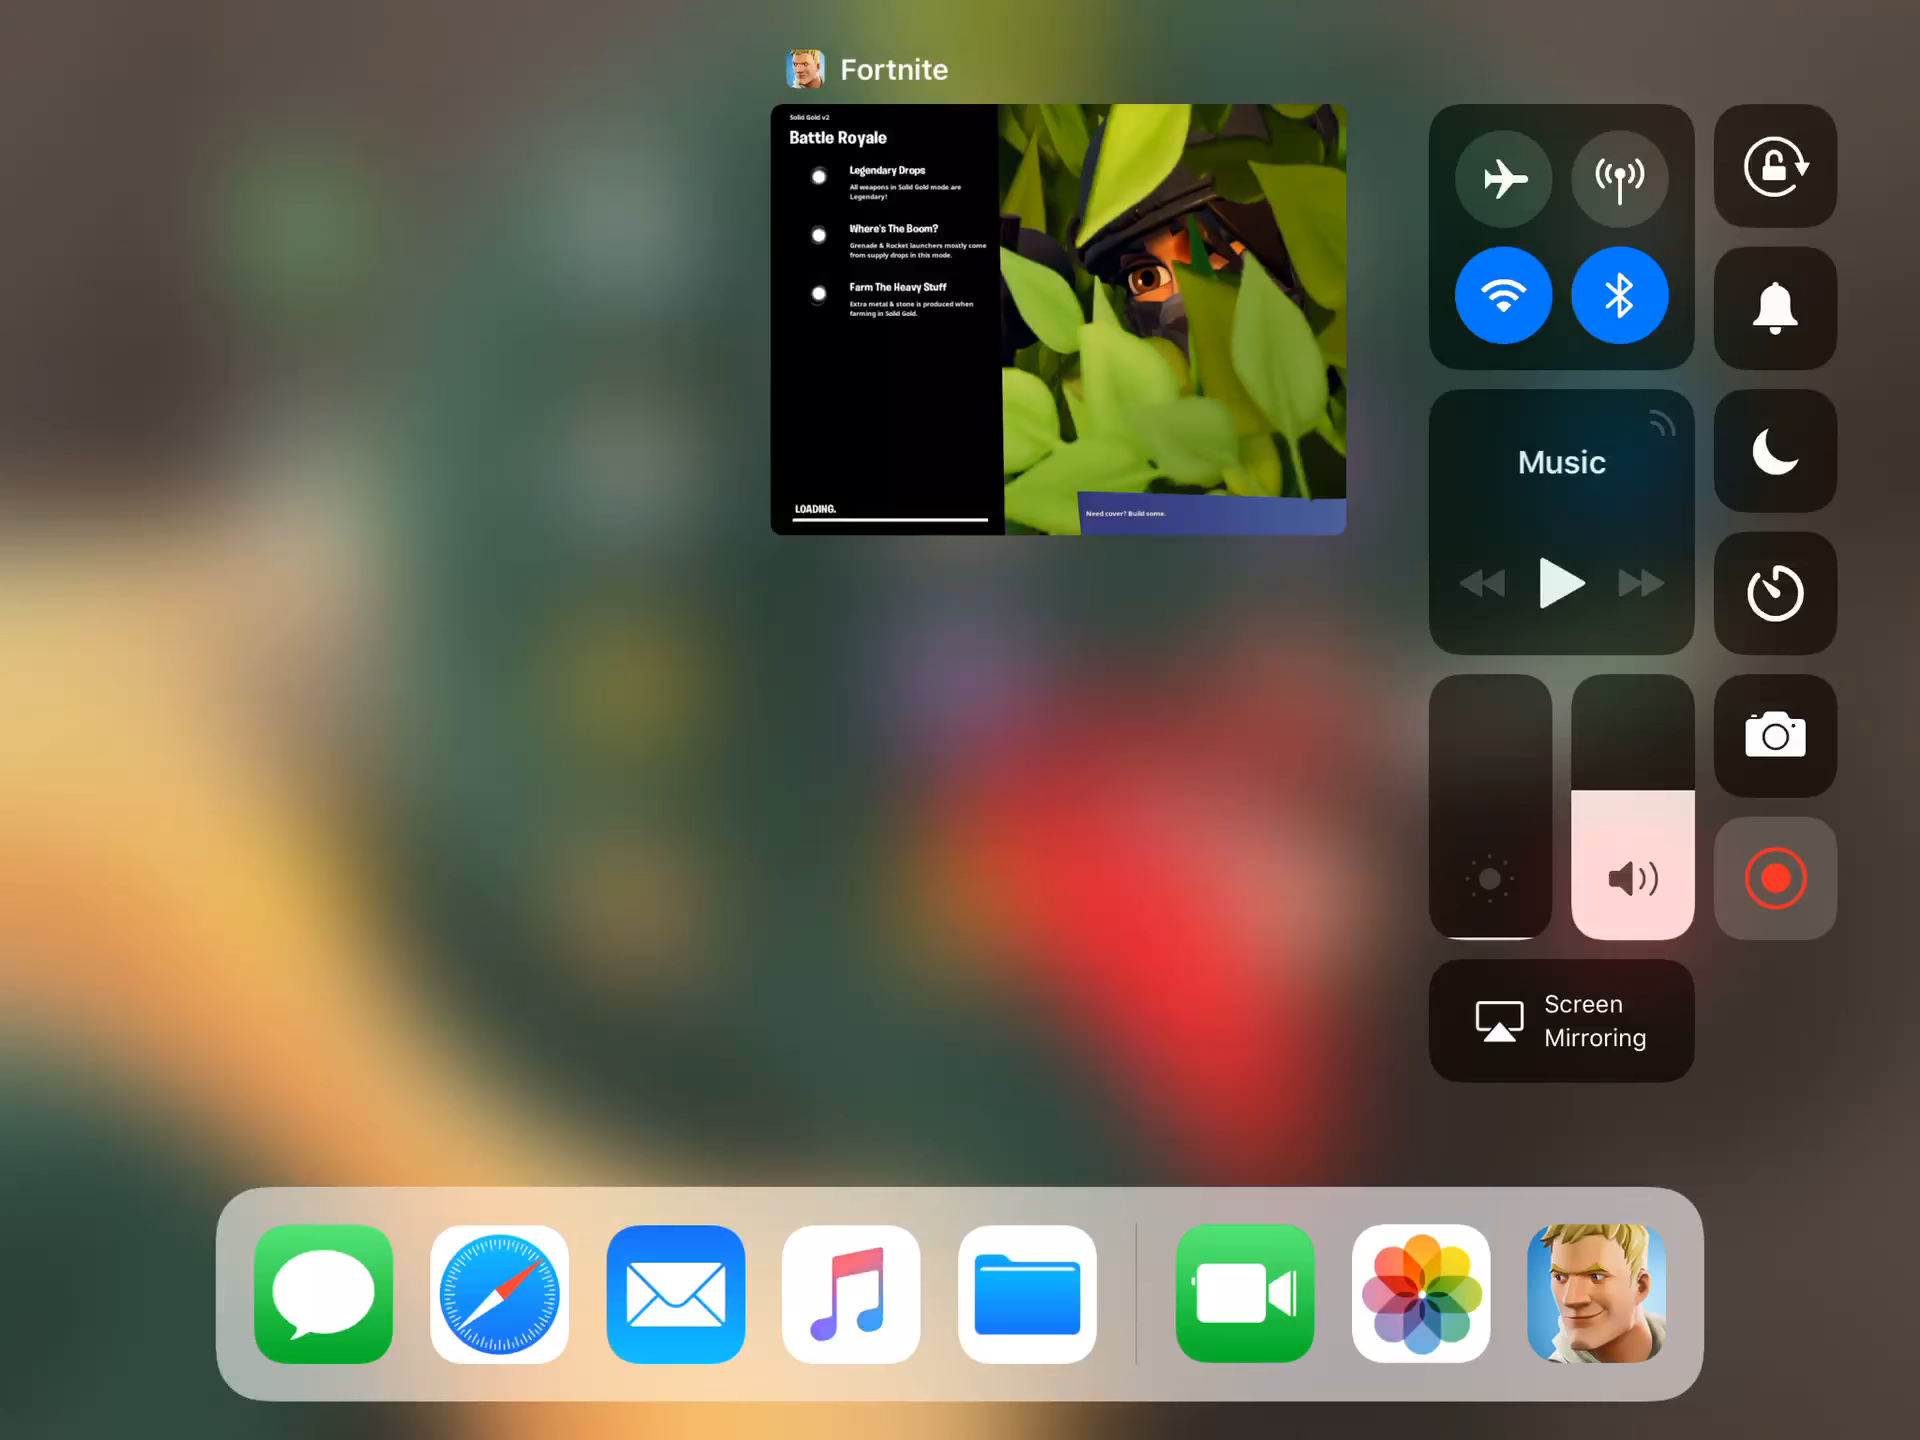 Fortnite
Solid Gold v2
Battle Royale
Legendary Drops
All weapons in Solid Gold mode are
Legendary!
Where's The Boom?
Grenade & Rocket launchers mostly come
from supply drops in this mode.
Farm The Heavy Stuff
Extra metal & stone is produced when
farming in Solid Gold.
LOADING.
Need cover? Build some.
Music
Screen
Mirroring